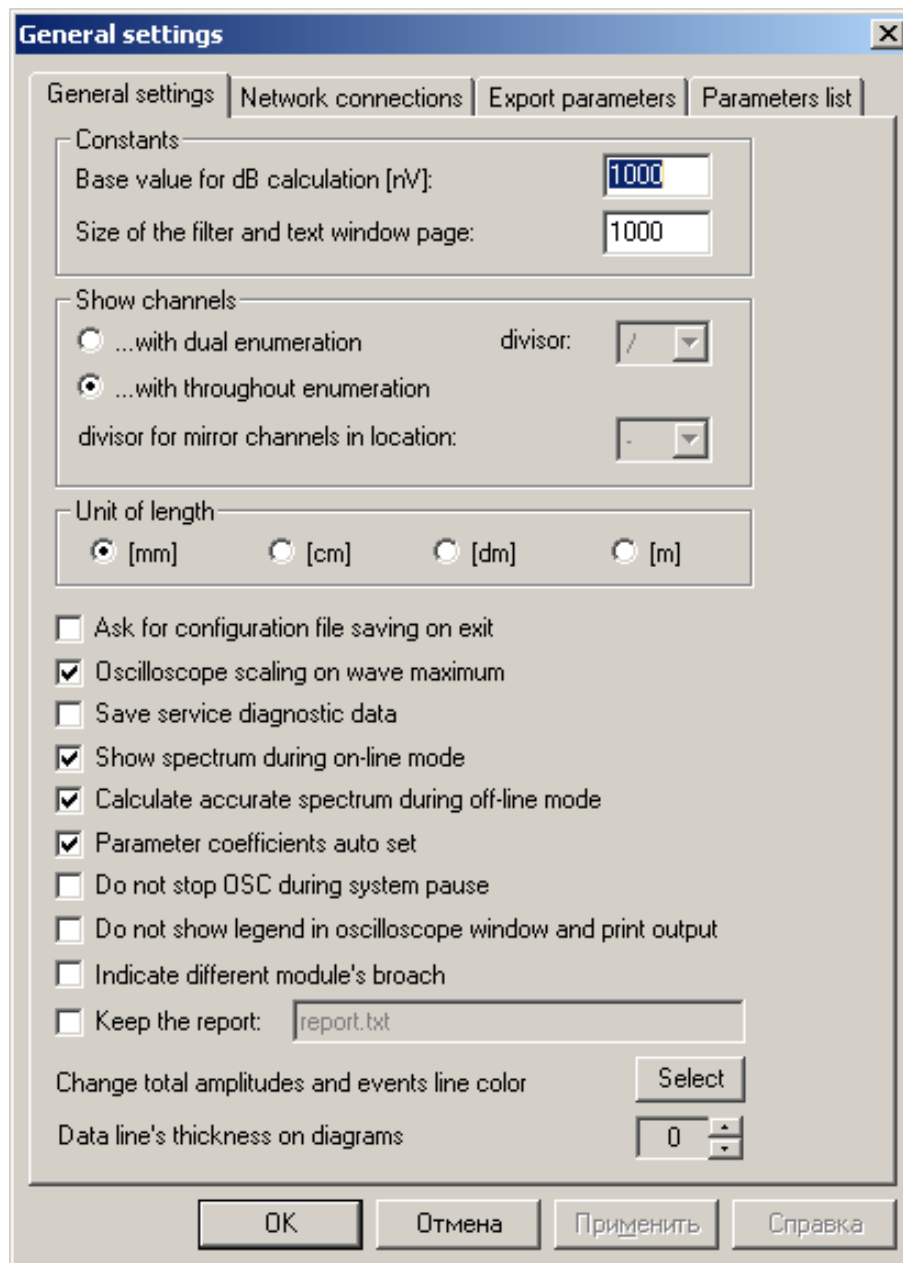 General settings
General settings Network connections Export parameters Parameters list
Constants
Base value for dB calculation [nV]: 1000
Size of the filter and text window page: 1000
Show channels
...with dual enumeration divisor: /
...with throughout enumeration
divisor for mirror channels in location: -
Unit of length
[mm] [cm] [dm] [m]
Ask for configuration file saving on exit
Oscilloscope scaling on wave maximum
Save service diagnostic data
Show spectrum during on-line mode
Calculate accurate spectrum during off-line mode
Parameter coefficients auto set
Do not stop OSC during system pause
Do not show legend in oscilloscope window and print output
Indicate different module's broach
Keep the report: report.txt
Change total amplitudes and events line color Select
Data line's thickness on diagrams 0
OK Отмена Применить Справка